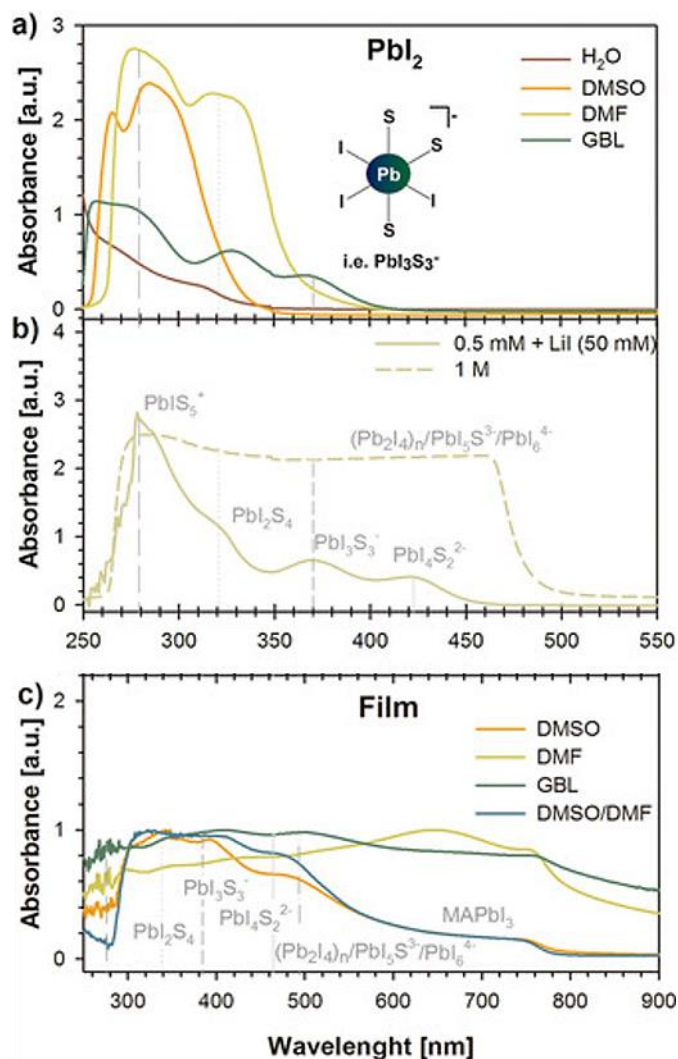 a)
PbI₂
H₂O
DMSO
DMF
GBL
S
S
I
Pb
I
I
S
]-
i.e. PbI₃S₃⁻
Absorbance [a.u.]
3
2
1
0
b)
0.5 mM + LiI (50 mM)
1 M
PbIS₅⁺
(Pb₂I₄)ₙ/PbI₅S³⁻/PbI₆⁴⁻
PbI₂S₄
PbI₃S₃⁻
PbI₄S₂²⁻
Absorbance [a.u.]
4
3
2
1
0
250 300 350 400 450 500 550
c)
Film
DMSO
DMF
GBL
DMSO/DMF
PbI₃S₃⁻
PbI₂S₄
PbI₄S₂²⁻
MAPbI₃
(Pb₂I₄)ₙ/PbI₅S³⁻/PbI₆⁴⁻
Absorbance [a.u.]
2
1
0
300 400 500 600 700 800 900
Wavelenght [nm]